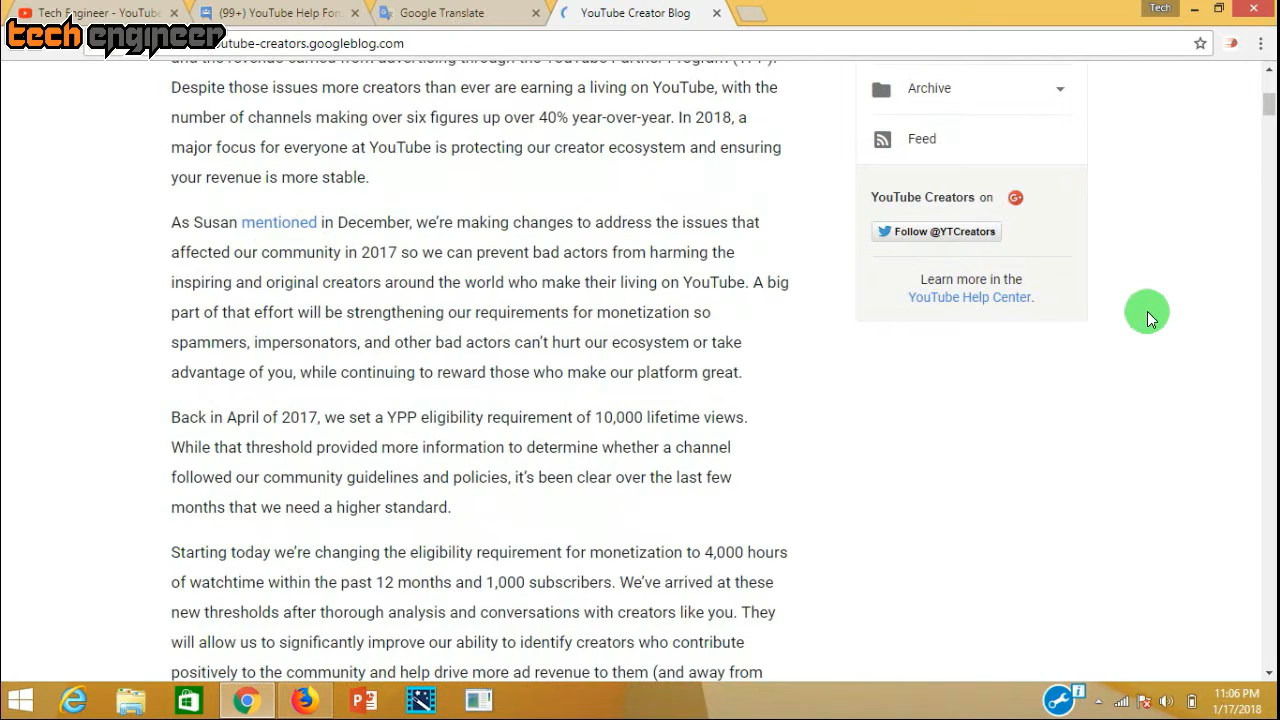 Tech Engineer - YouTube
(99+) YouTube Help For
Google Translate
YouTube Creator Blog
Tech
tech engineer
utube-creators.googleblog.com
and the revenue earned from advertising through the YouTube Partner Program (YPP).
Despite those issues more creators than ever are earning a living on YouTube, with the
number of channels making over six figures up over 40% year-over-year. In 2018, a
major focus for everyone at YouTube is protecting our creator ecosystem and ensuring
your revenue is more stable.
As Susan mentioned in December, we're making changes to address the issues that
affected our community in 2017 so we can prevent bad actors from harming the
inspiring and original creators around the world who make their living on YouTube. A big
part of that effort will be strengthening our requirements for monetization so
spammers, impersonators, and other bad actors can't hurt our ecosystem or take
advantage of you, while continuing to reward those who make our platform great.
Back in April of 2017, we set a YPP eligibility requirement of 10,000 lifetime views.
While that threshold provided more information to determine whether a channel
followed our community guidelines and policies, it's been clear over the last few
months that we need a higher standard.
Starting today we're changing the eligibility requirement for monetization to 4,000 hours
of watchtime within the past 12 months and 1,000 subscribers. We've arrived at these
new thresholds after thorough analysis and conversations with creators like you. They
will allow us to significantly improve our ability to identify creators who contribute
positively to the community and help drive more ad revenue to them (and away from
Archive
Feed
YouTube Creators on
Follow @YTCreators
Learn more in the
YouTube Help Center.
11:06 PM
1/17/2018